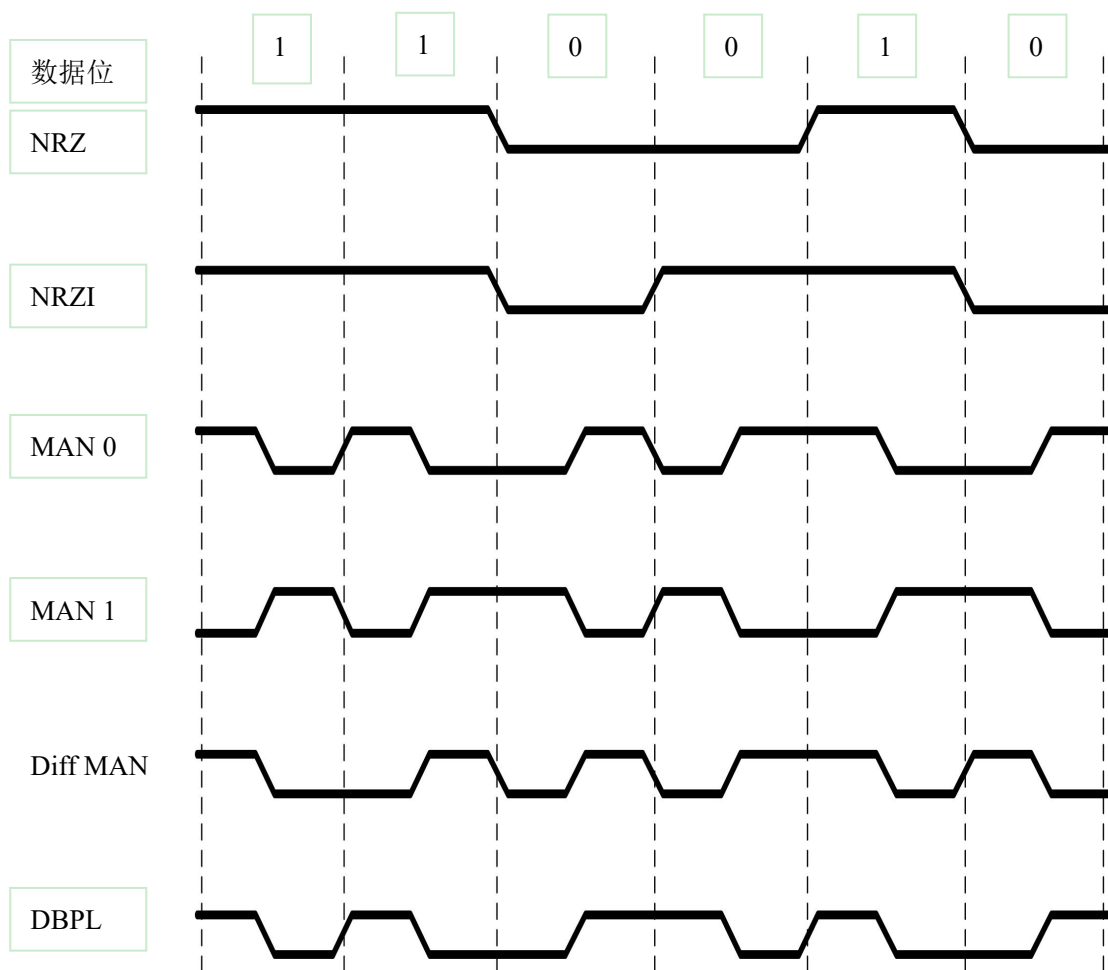 1 1 0 0 1 0
数据位
NRZ
NRZI
MAN 0
MAN 1
Diff MAN
DBPL